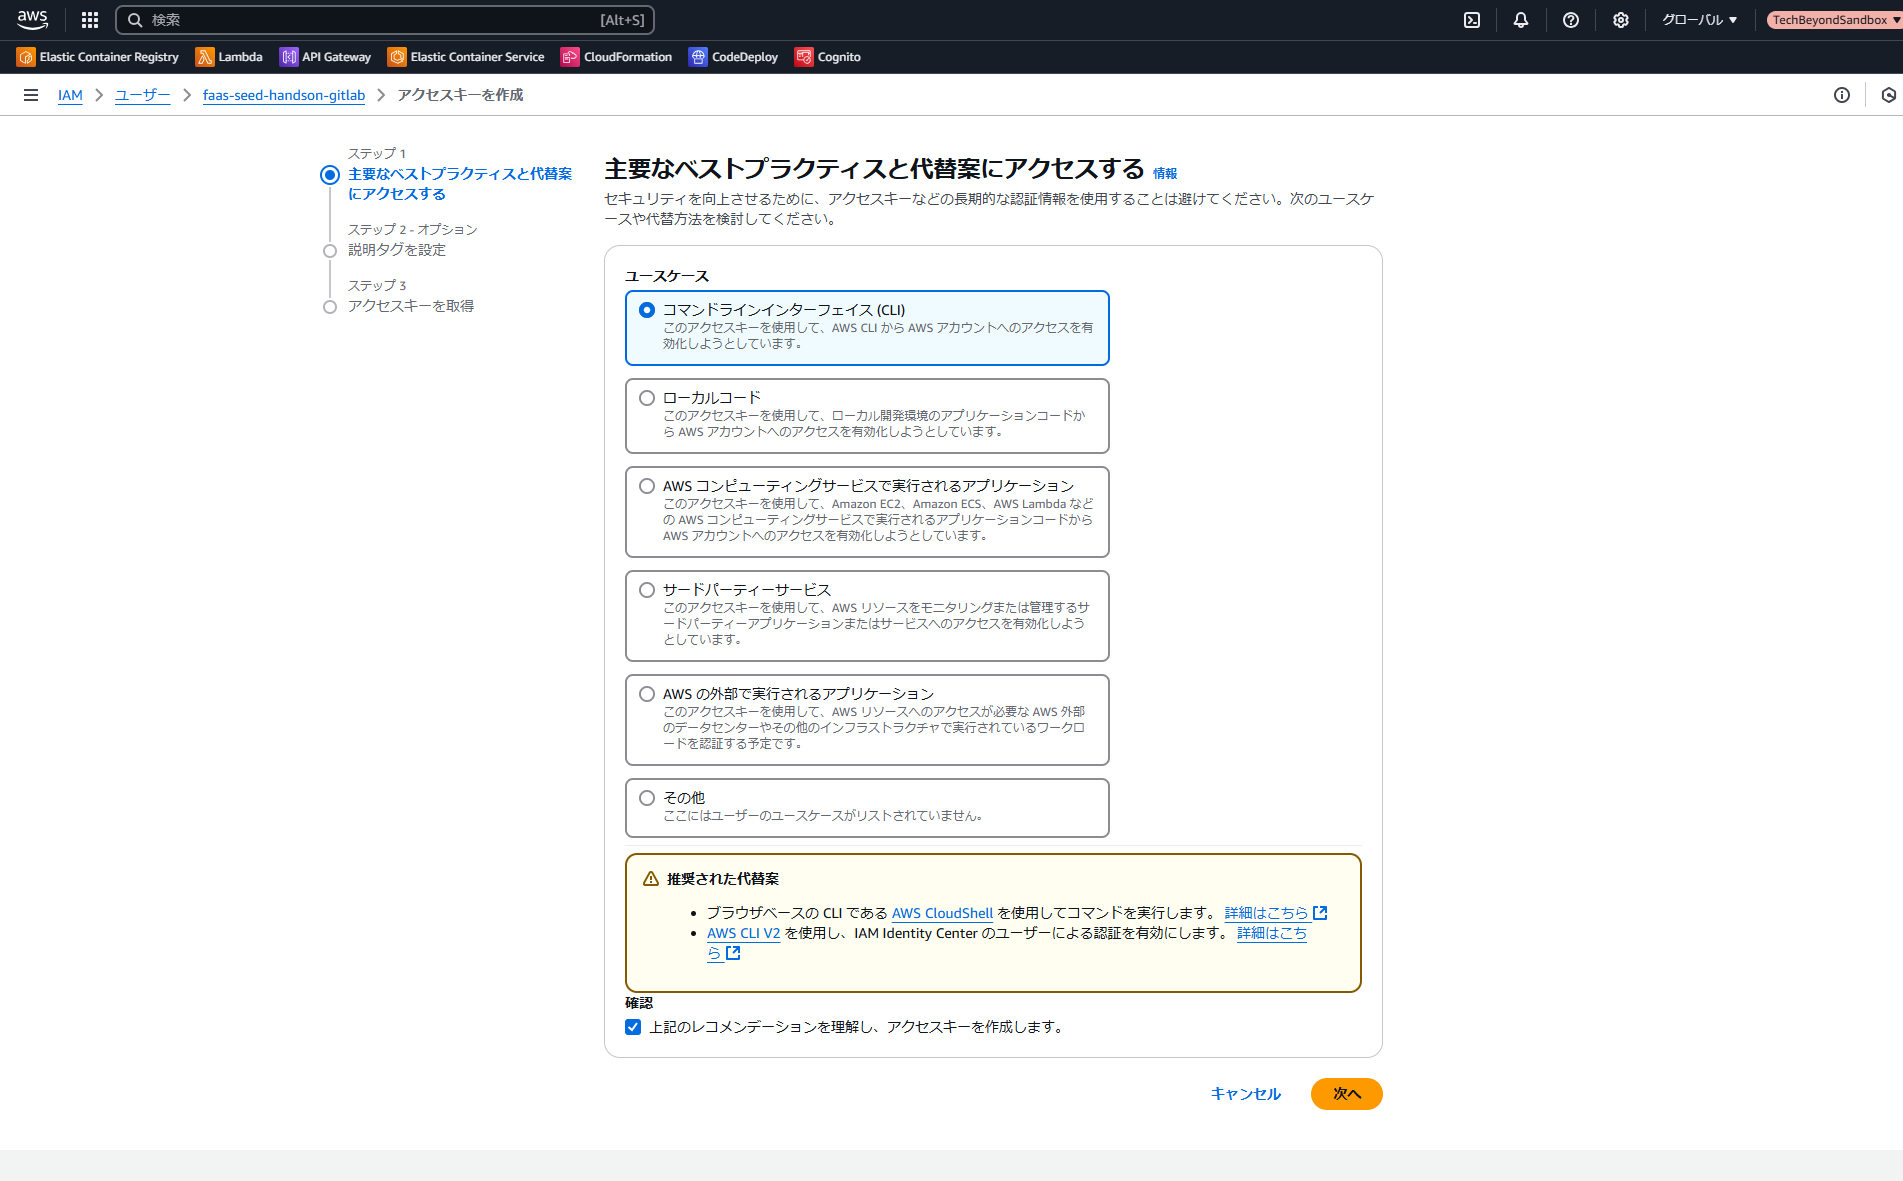 aws
検索
[Alt+S]
グローバル
TechBeyondSandbox
Elastic Container Registry
Lambda
API Gateway
Elastic Container Service
CloudFormation
CodeDeploy
Cognito
IAM
ユーザー
faas-seed-handson-gitlab
アクセスキーを作成
ステップ 1
主要なベストプラクティスと代替案
にアクセスする
ステップ 2 - オプション
説明タグを設定
ステップ 3
アクセスキーを取得
主要なベストプラクティスと代替案にアクセスする 情報
セキュリティを向上させるために、アクセスキーなどの長期的な認証情報を使用することは避けてください。次のユースケ
ースや代替方法を検討してください。
ユースケース
コマンドラインインターフェイス (CLI)
このアクセスキーを使用して、AWS CLI から AWS アカウントへのアクセスを有
効化しようとしています。
ローカルコード
このアクセスキーを使用して、ローカル開発環境のアプリケーションコードか
ら AWS アカウントへのアクセスを有効化しようとしています。
AWS コンピューティングサービスで実行されるアプリケーション
このアクセスキーを使用して、Amazon EC2、Amazon ECS、AWS Lambda など
の AWS コンピューティングサービスで実行されるアプリケーションコードから
AWS アカウントへのアクセスを有効化しようとしています。
サードパーティーサービス
このアクセスキーを使用して、AWS リソースをモニタリングまたは管理するサ
ードパーティーアプリケーションまたはサービスへのアクセスを有効化しよう
としています。
AWS の外部で実行されるアプリケーション
このアクセスキーを使用して、AWS リソースへのアクセスが必要な AWS 外部
のデータセンターやその他のインフラストラクチャで実行されているワークロ
ードを認証する予定です。
その他
ここにはユーザーのユースケースがリストされていません。
推奨された代替案
ブラウザベースの CLI である AWS CloudShell を使用してコマンドを実行します。 詳細はこちら
AWS CLI V2 を使用し、IAM Identity Center のユーザーによる認証を有効にします。 詳細はこち
ら
確認
上記のレコメンデーションを理解し、アクセスキーを作成します。
キャンセル
次へ